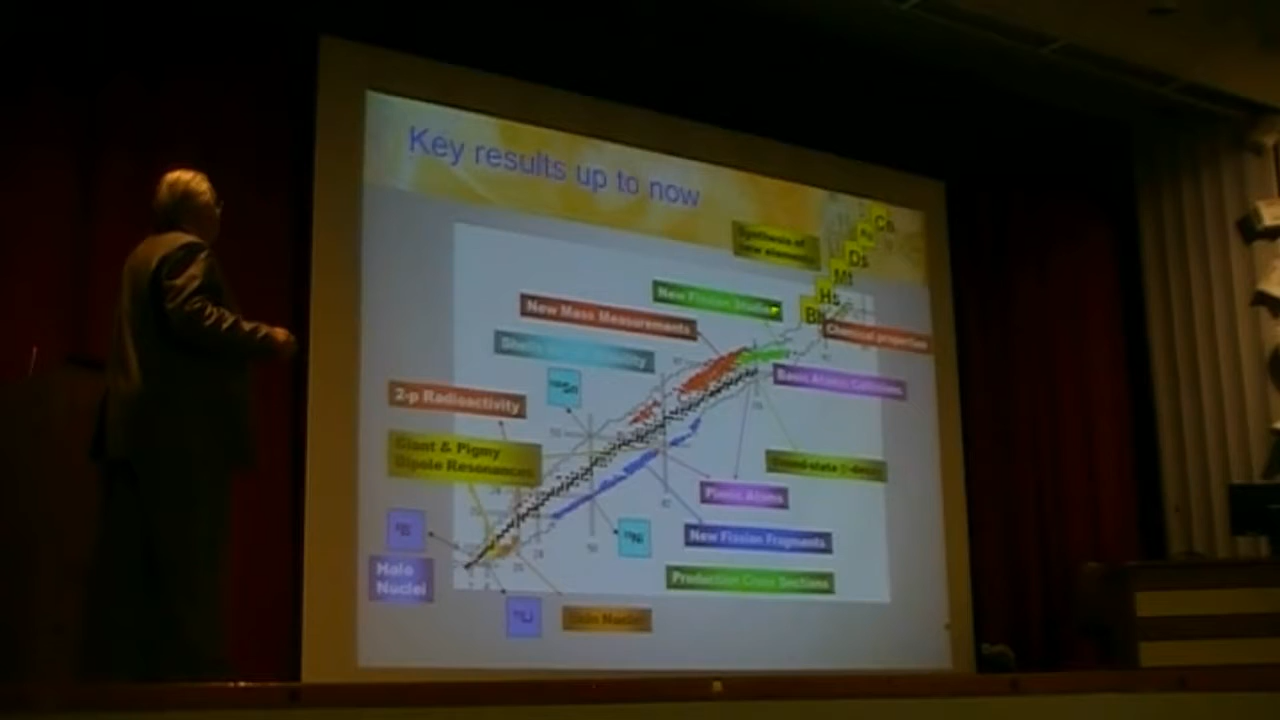 Key results up to now
Synthesis of
new elements
Cn
Ds
Mt
Hs
Bh
New Fission Studies
New Mass Measurements
Chemical properties
Basic Atomic Collisions
2-p Radioactivity
Giant & Pigmy
Dipole Resonances
Pionic Atoms
New Fission Fragments
Production Cross Sections
Halo
Nuclei
Halo Nuclei